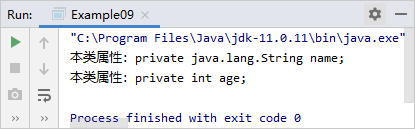 Run: Example09
"C:\Program Files\Java\jdk-11.0.11\bin\java.exe"
本类属性: private java.lang.String name;
本类属性: private int age;
Process finished with exit code 0